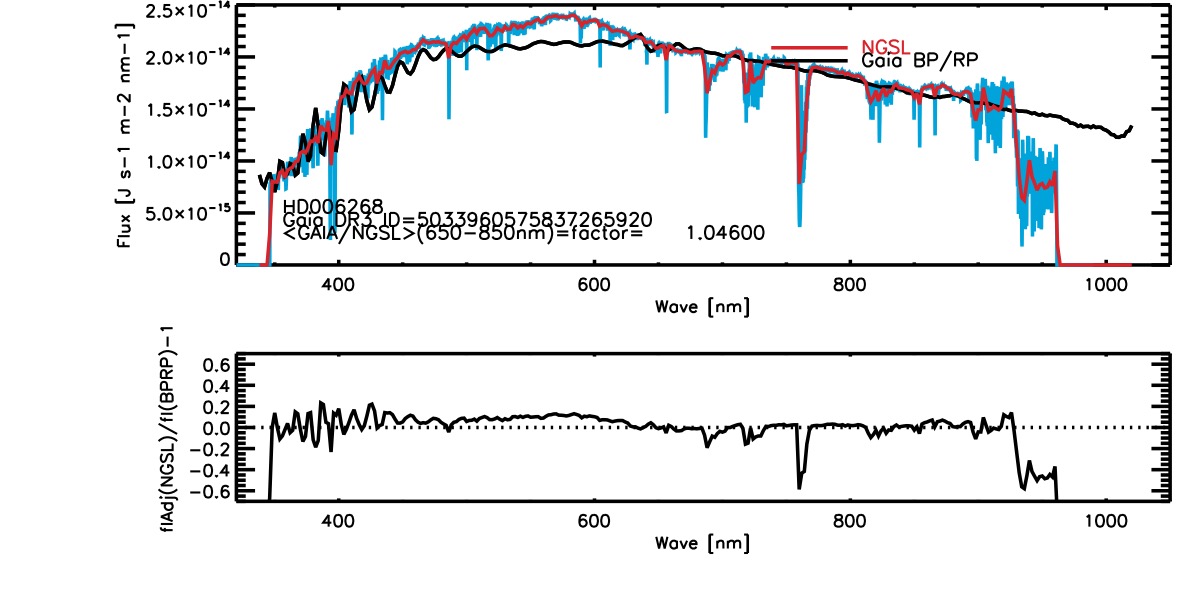 2.5×10⁻¹⁴
2.0×10⁻¹⁴
1.5×10⁻¹⁴
1.0×10⁻¹⁴
5.0×10⁻¹⁵
0
Flux [J s−1 m−2 nm−1]
NGSL
Gaia BP/RP
HD006268
Gaia DR3 ID=5033960575837265920
<GAIA/NGSL>(650−850nm)=factor= 1.04600
400 600 800 1000
Wave [nm]
0.6
0.4
0.2
0.0
−0.2
−0.4
−0.6
flAdj(NGSL)/fl(BPRP)−1
400 600 800 1000
Wave [nm]